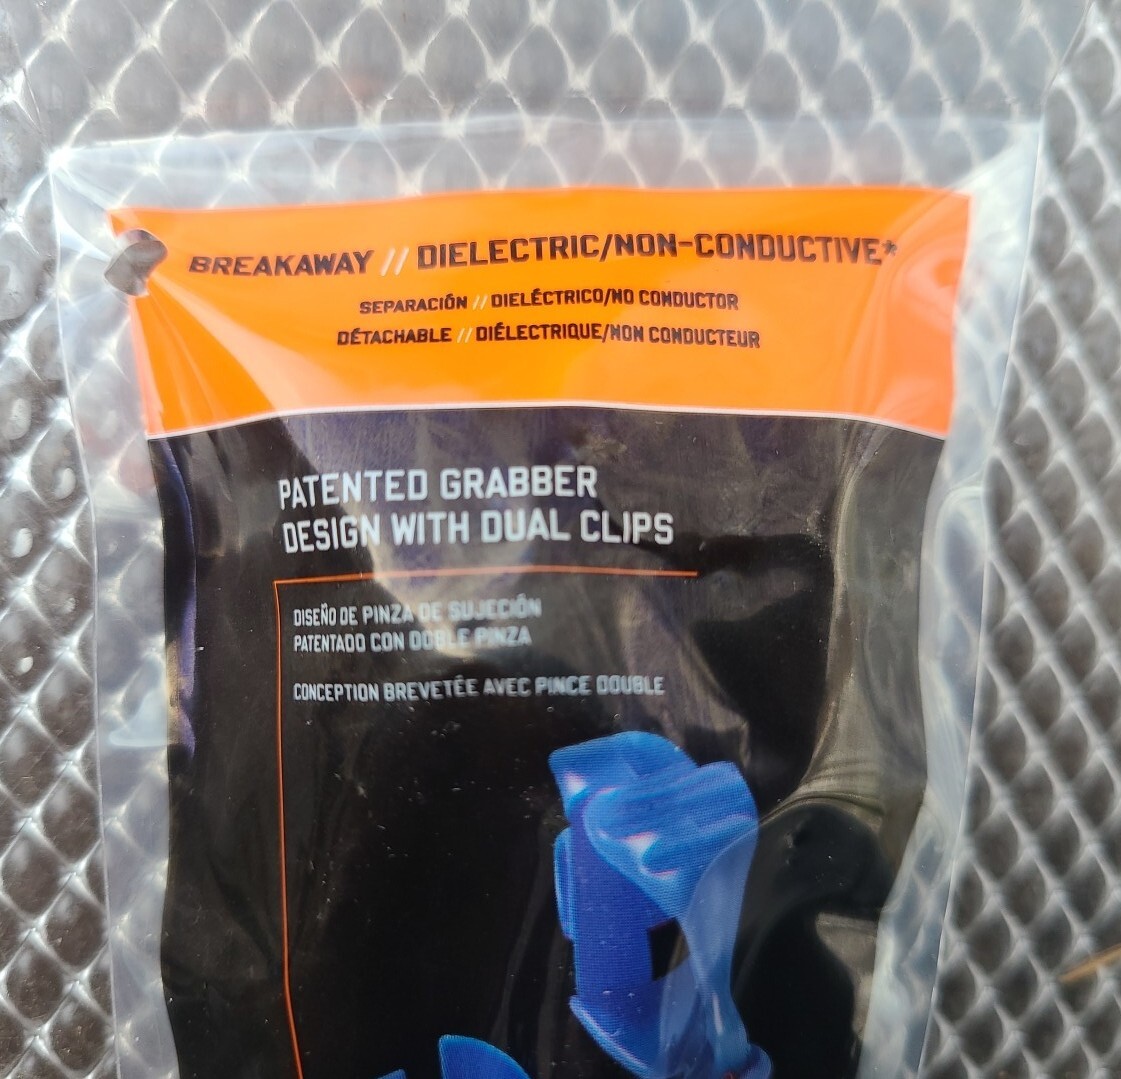 BREAKAWAY // DIELECTRIC/NON-CONDUCTIVE*
SEPARACIÓN // DIELÉCTRICO/NO CONDUCTOR
DÉTACHABLE // DIÉLECTRIQUE/NON CONDUCTEUR
PATENTED GRABBER
DESIGN WITH DUAL CLIPS
DISEÑO DE PINZA DE SUJECIÓN
PATENTADO CON DOBLE PINZA
CONCEPTION BREVETÉE AVEC PINCE DOUBLE